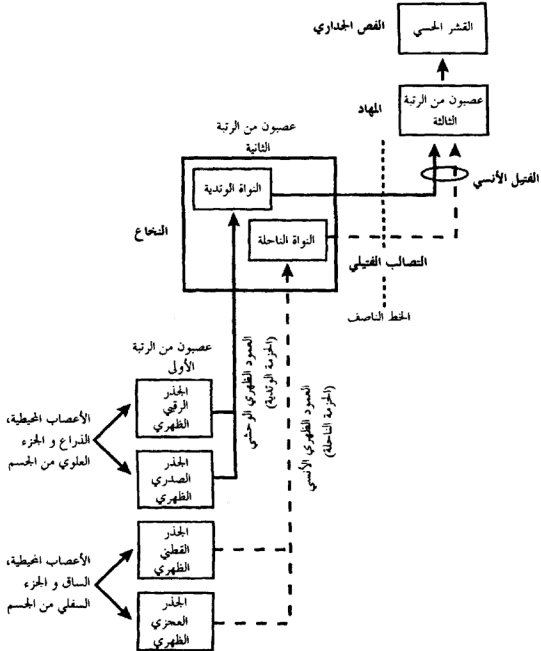 القشر الحسي
الفص الجداري
عصبون من الرتبة
الثالثة
المهاد
عصبون من الرتبة
الثانية
الفتيل الأنسي
النواة الوتدية
النخاع
النواة الناحلة
التصالب الفتيلي
الخط الناصف
العمود الظهري الوحشي
(الحزمة الوتدية)
العمود الظهري الأنسي
(الحزمة الناحلة)
عصبون من الرتبة
الأولى
الجذر
الرقبي
الظهري
الأعصاب المحيطية،
الذراع و الجزء
العلوي من الجسم
الجذر
الصدري
الظهري
الجذر
القطني
الظهري
الأعصاب المحيطية،
الساق و الجزء
السفلي من الجسم
الجذر
العجزي
الظهري